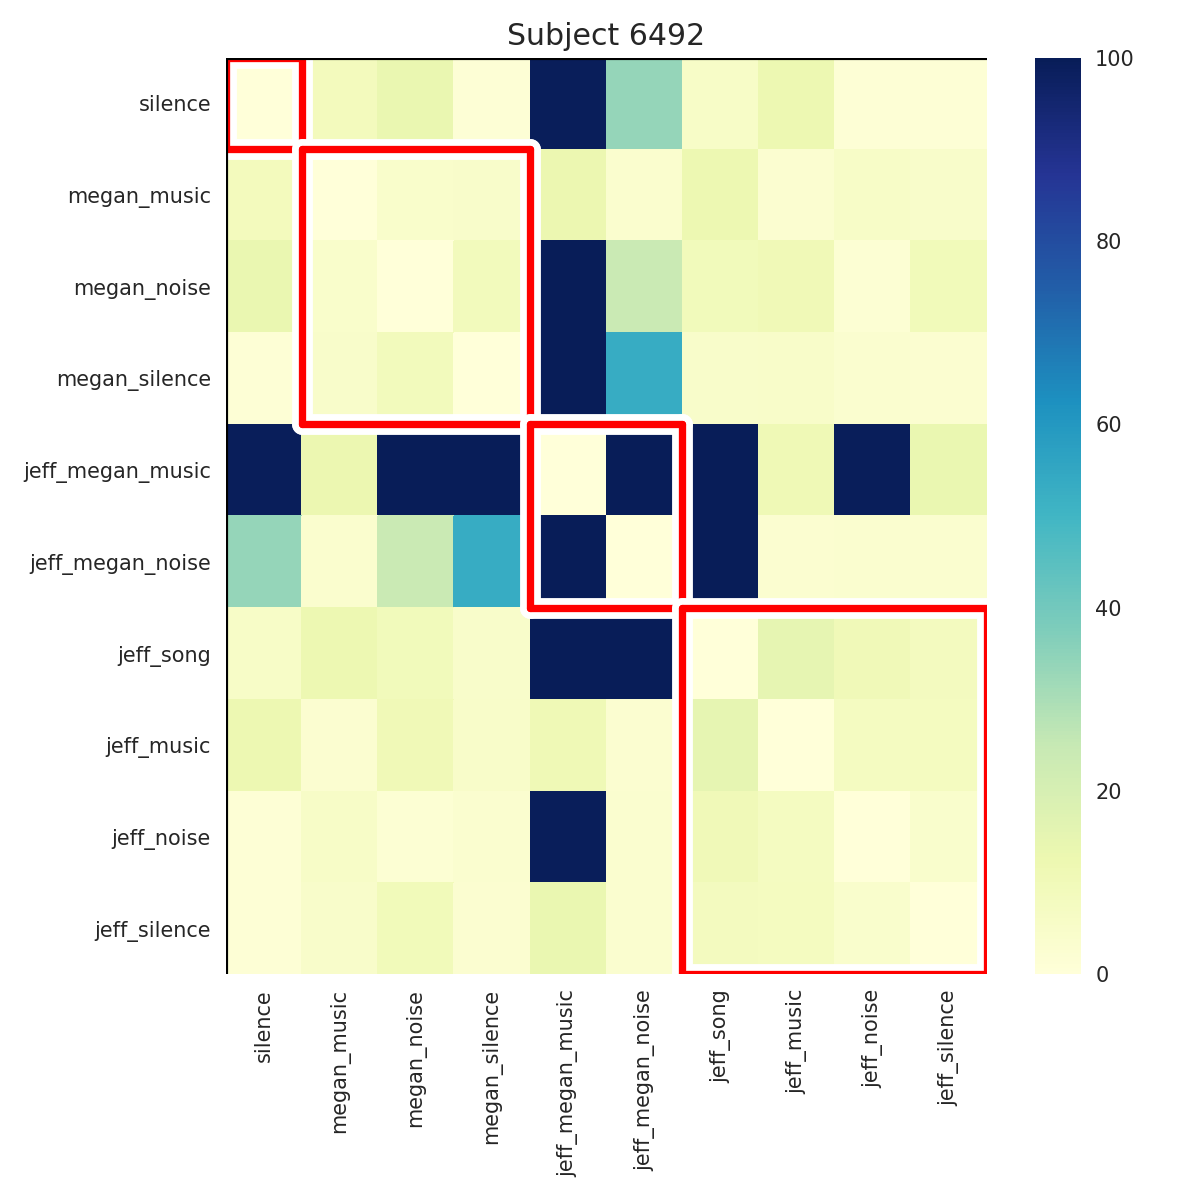 Subject 6492
silence
megan_music
megan_noise
megan_silence
jeff_megan_music
jeff_megan_noise
jeff_song
jeff_music
jeff_noise
jeff_silence
100
80
60
40
20
0
silence
megan_music
megan_noise
megan_silence
jeff_megan_music
jeff_megan_noise
jeff_song
jeff_music
jeff_noise
jeff_silence